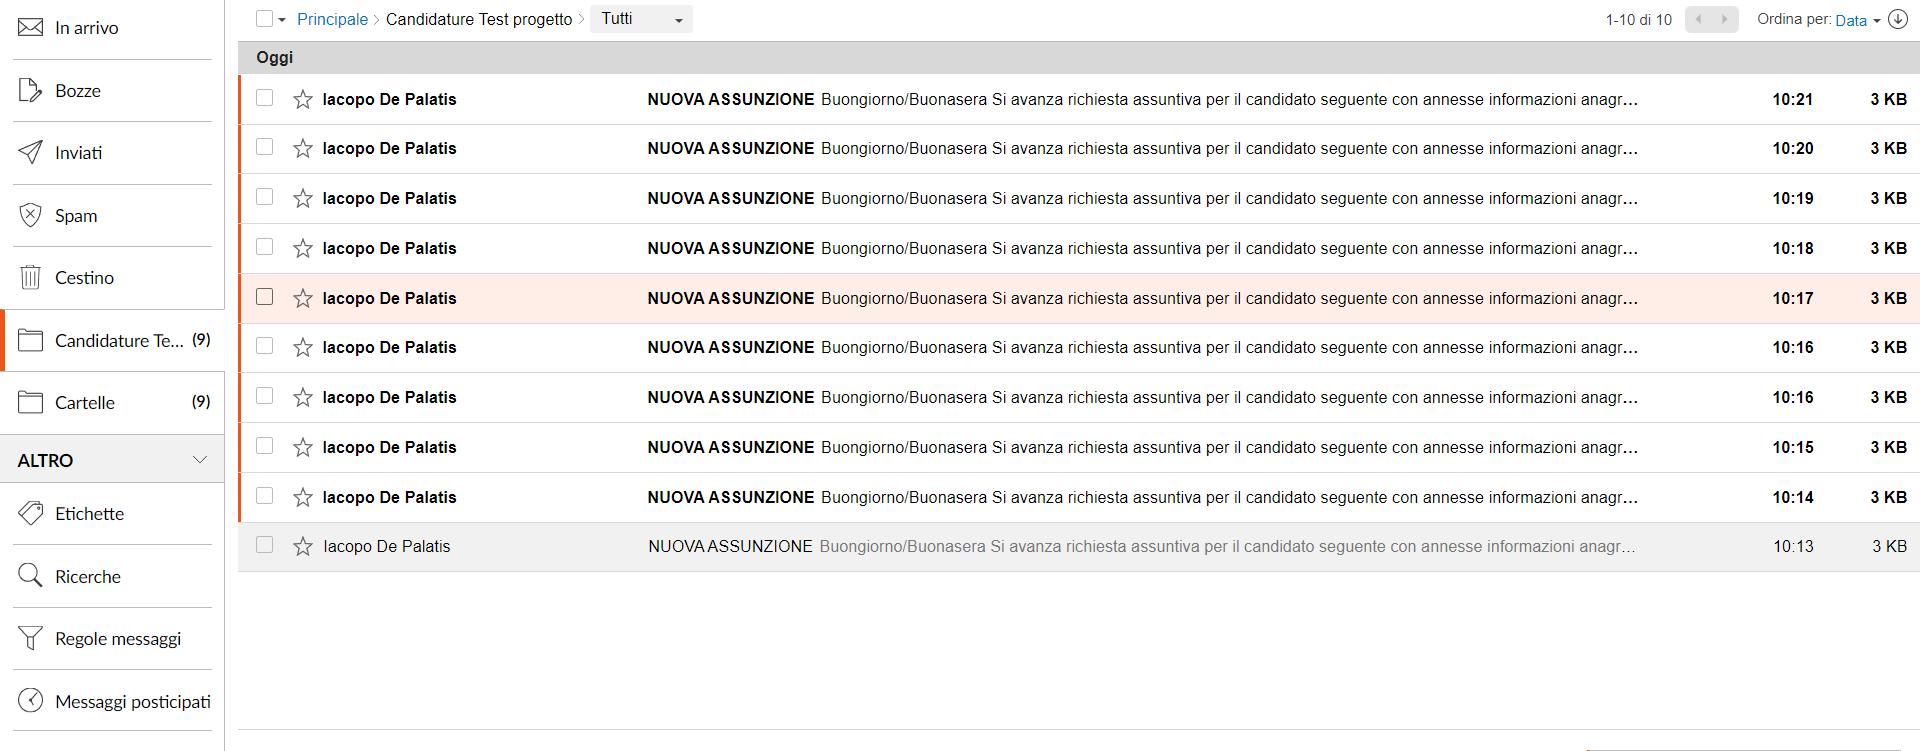 In arrivo
Bozze
Inviati
Spam
Cestino
Candidature Te... (9)
Cartelle (9)
ALTRO
Etichette
Ricerche
Regole messaggi
Messaggi posticipati
Principale > Candidature Test progetto > Tutti 1-10 di 10 Ordina per: Data
Oggi
Iacopo De Palatis NUOVA ASSUNZIONE Buongiorno/Buonasera Si avanza richiesta assuntiva per il candidato seguente con annesse informazioni anagr... 10:21 3 KB
Iacopo De Palatis NUOVA ASSUNZIONE Buongiorno/Buonasera Si avanza richiesta assuntiva per il candidato seguente con annesse informazioni anagr... 10:20 3 KB
Iacopo De Palatis NUOVA ASSUNZIONE Buongiorno/Buonasera Si avanza richiesta assuntiva per il candidato seguente con annesse informazioni anagr... 10:19 3 KB
Iacopo De Palatis NUOVA ASSUNZIONE Buongiorno/Buonasera Si avanza richiesta assuntiva per il candidato seguente con annesse informazioni anagr... 10:18 3 KB
Iacopo De Palatis NUOVA ASSUNZIONE Buongiorno/Buonasera Si avanza richiesta assuntiva per il candidato seguente con annesse informazioni anagr... 10:17 3 KB
Iacopo De Palatis NUOVA ASSUNZIONE Buongiorno/Buonasera Si avanza richiesta assuntiva per il candidato seguente con annesse informazioni anagr... 10:16 3 KB
Iacopo De Palatis NUOVA ASSUNZIONE Buongiorno/Buonasera Si avanza richiesta assuntiva per il candidato seguente con annesse informazioni anagr... 10:16 3 KB
Iacopo De Palatis NUOVA ASSUNZIONE Buongiorno/Buonasera Si avanza richiesta assuntiva per il candidato seguente con annesse informazioni anagr... 10:15 3 KB
Iacopo De Palatis NUOVA ASSUNZIONE Buongiorno/Buonasera Si avanza richiesta assuntiva per il candidato seguente con annesse informazioni anagr... 10:14 3 KB
Iacopo De Palatis NUOVA ASSUNZIONE Buongiorno/Buonasera Si avanza richiesta assuntiva per il candidato seguente con annesse informazioni anagr... 10:13 3 KB